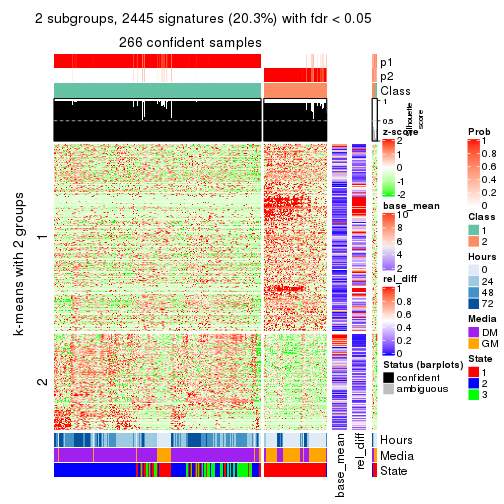 2 subgroups, 2445 signatures (20.3%) with fdr < 0.05
266 confident samples
p1
p2
Class
1
0.5
0
silhouette
score
k-means with 2 groups
1
2
base_mean
rel_diff
Hours
Media
State
z-score
2
1
0
-1
-2
base_mean
10
8
6
4
2
rel_diff
1
0.8
0.6
0.4
0.2
0
Status (barplots)
confident
ambiguous
Prob
1
0.8
0.6
0.4
0.2
0
Class
1
2
Hours
0
24
48
72
Media
DM
GM
State
1
2
3